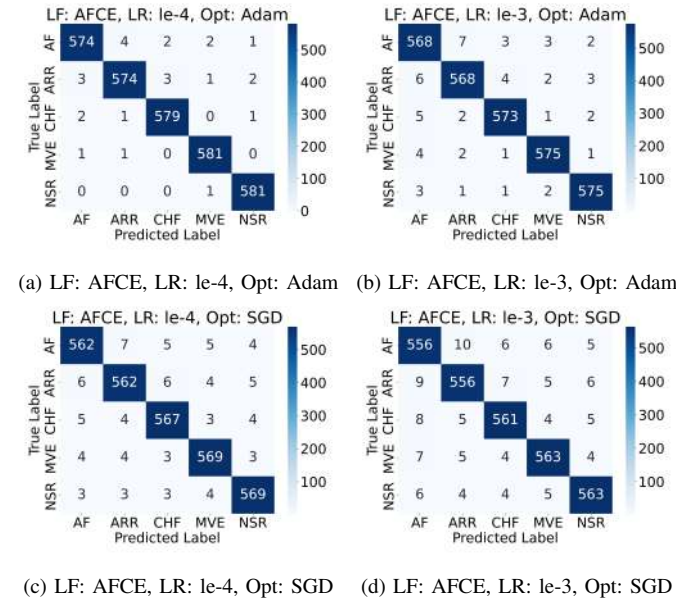 LF: AFCE, LR: le-4, Opt: Adam
AF 574 4 2 2 1
ARR 3 574 3 1 2
CHF 2 1 579 0 1
MVE 1 1 0 581 0
NSR 0 0 0 1 581
True Label
AF ARR CHF MVE NSR
Predicted Label
500
400
300
200
100
0
LF: AFCE, LR: le-3, Opt: Adam
AF 568 7 3 3 2
ARR 6 568 4 2 3
CHF 5 2 573 1 2
MVE 4 2 1 575 1
NSR 3 1 1 2 575
True Label
AF ARR CHF MVE NSR
Predicted Label
500
400
300
200
100
(a) LF: AFCE, LR: le-4, Opt: Adam
(b) LF: AFCE, LR: le-3, Opt: Adam
LF: AFCE, LR: le-4, Opt: SGD
AF 562 7 5 5 4
ARR 6 562 6 4 5
CHF 5 4 567 3 4
MVE 4 4 3 569 3
NSR 3 3 3 4 569
True Label
AF ARR CHF MVE NSR
Predicted Label
500
400
300
200
100
LF: AFCE, LR: le-3, Opt: SGD
AF 556 10 6 6 5
ARR 9 556 7 5 6
CHF 8 5 561 4 5
MVE 7 5 4 563 4
NSR 6 4 4 5 563
True Label
AF ARR CHF MVE NSR
Predicted Label
500
400
300
200
100
(c) LF: AFCE, LR: le-4, Opt: SGD
(d) LF: AFCE, LR: le-3, Opt: SGD